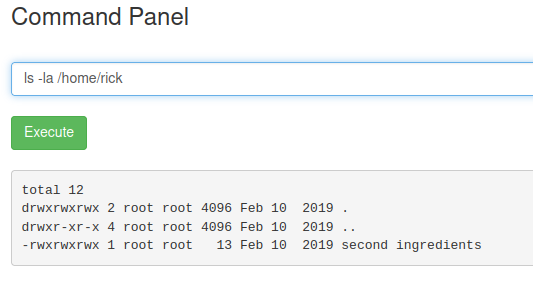 Command Panel
ls -la /home/rick
Execute
total 12
drwxrwxrwx 2 root root 4096 Feb 10  2019 .
drwxr-xr-x 4 root root 4096 Feb 10  2019 ..
-rwxrwxrwx 1 root root   13 Feb 10  2019 second ingredients